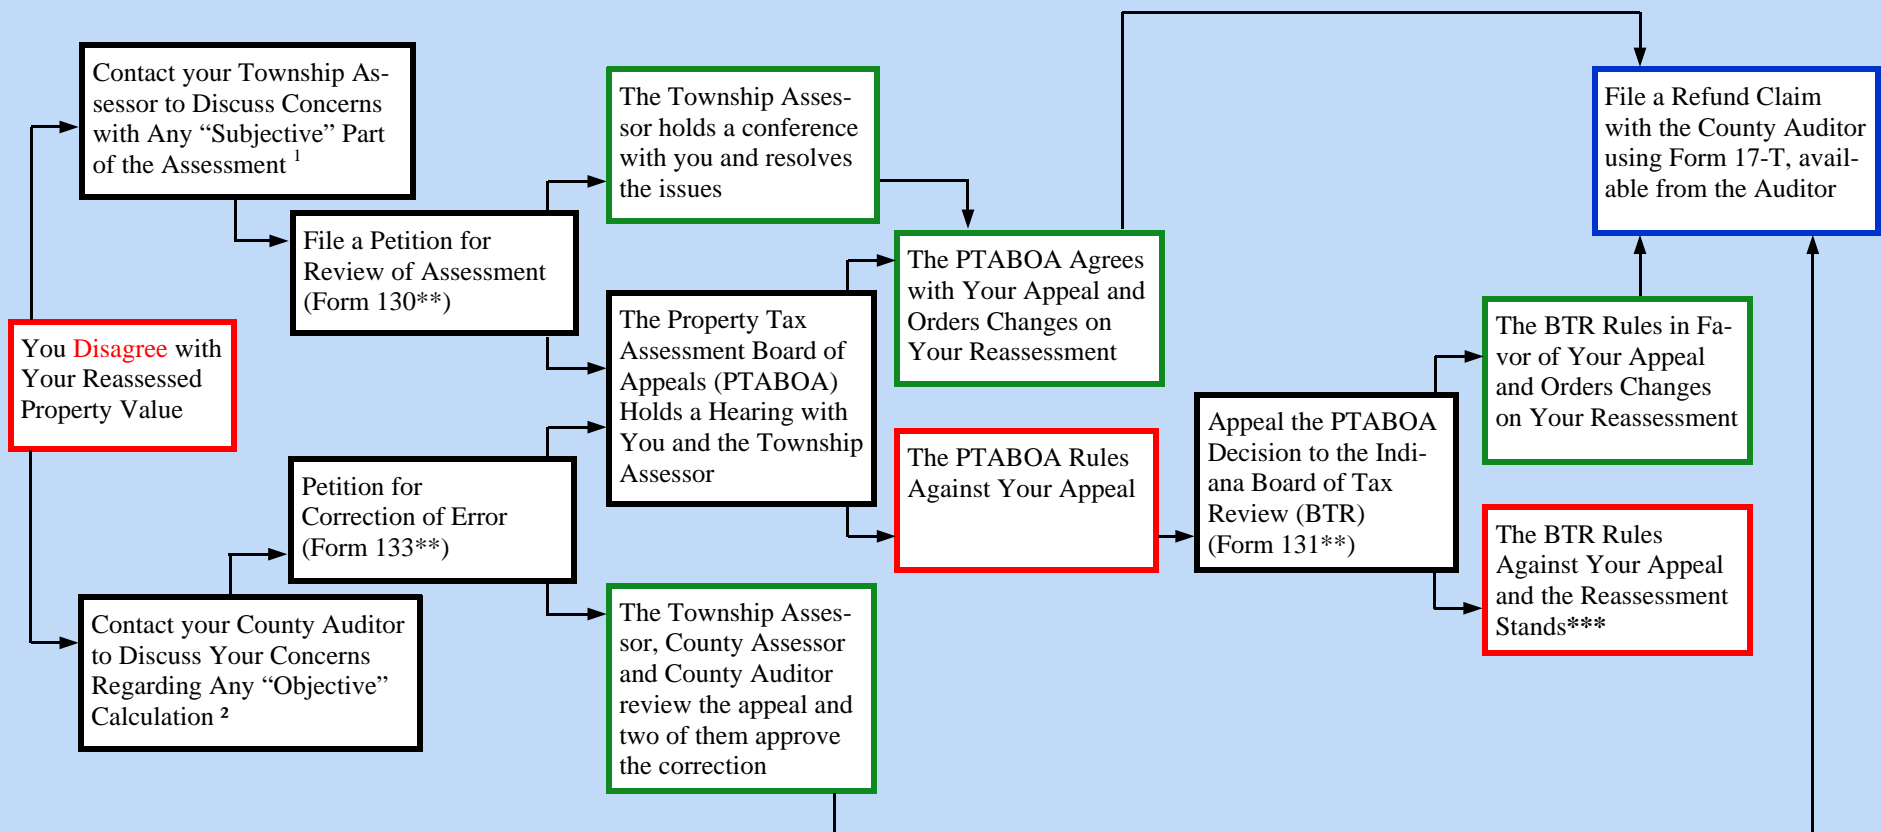 Contact your Township As-
sessor to Discuss Concerns
with Any “Subjective” Part
of the Assessment ¹
File a Petition for
Review of Assessment
(Form 130**)
You Disagree with
Your Reassessed
Property Value
Petition for
Correction of Error
(Form 133**)
Contact your County Auditor
to Discuss Your Concerns
Regarding Any “Objective”
Calculation ²
The Township Asses-
sor holds a conference
with you and resolves
the issues
The Property Tax
Assessment Board of
Appeals (PTABOA)
Holds a Hearing with
You and the Township
Assessor
The Township Asses-
sor, County Assessor
and County Auditor
review the appeal and
two of them approve
the correction
The PTABOA Agrees
with Your Appeal and
Orders Changes on
Your Reassessment
The PTABOA Rules
Against Your Appeal
Appeal the PTABOA
Decision to the Indi-
ana Board of Tax
Review (BTR)
(Form 131**)
File a Refund Claim
with the County Auditor
using Form 17-T, avail-
able from the Auditor
The BTR Rules in Fa-
vor of Your Appeal
and Orders Changes
on Your Reassessment
The BTR Rules
Against Your Appeal
and the Reassessment
Stands***